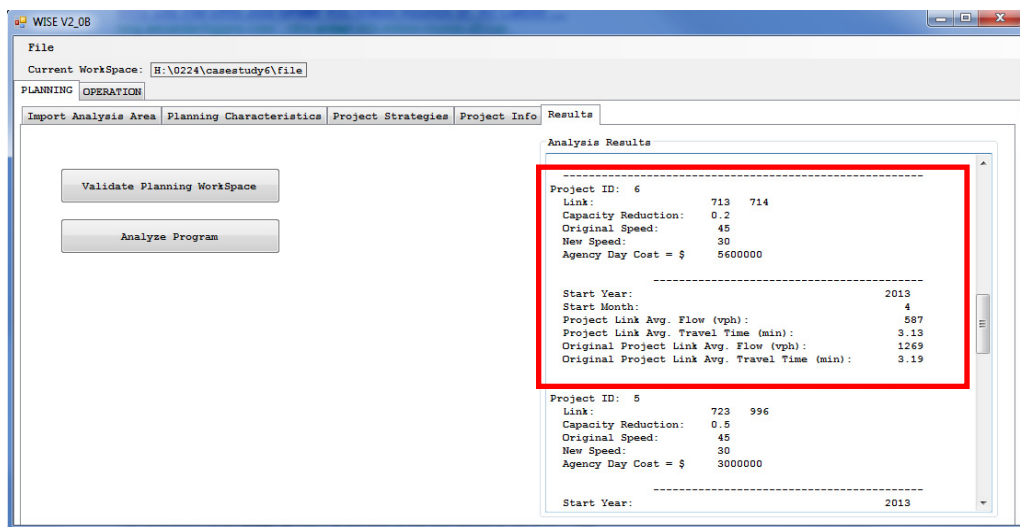 WISE V2_0B
File
Current WorkSpace: H:\0224\casestudy6\file
PLANNING OPERATION
Import Analysis Area Planning Characteristics Project Strategies Project Info Results
Validate Planning WorkSpace
Analyze Program
Analysis Results
--------------------------------------------------------
Project ID: 6
Link: 713 714
Capacity Reduction: 0.2
Original Speed: 45
New Speed: 30
Agency Day Cost = $ 5600000
------------------------------------------
Start Year: 2013
Start Month: 4
Project Link Avg. Flow (vph): 587
Project Link Avg. Travel Time (min): 3.13
Original Project Link Avg. Flow (vph): 1269
Original Project Link Avg. Travel Time (min): 3.19
Project ID: 5
Link: 723 996
Capacity Reduction: 0.5
Original Speed: 45
New Speed: 30
Agency Day Cost = $ 3000000
------------------------------------------
Start Year: 2013